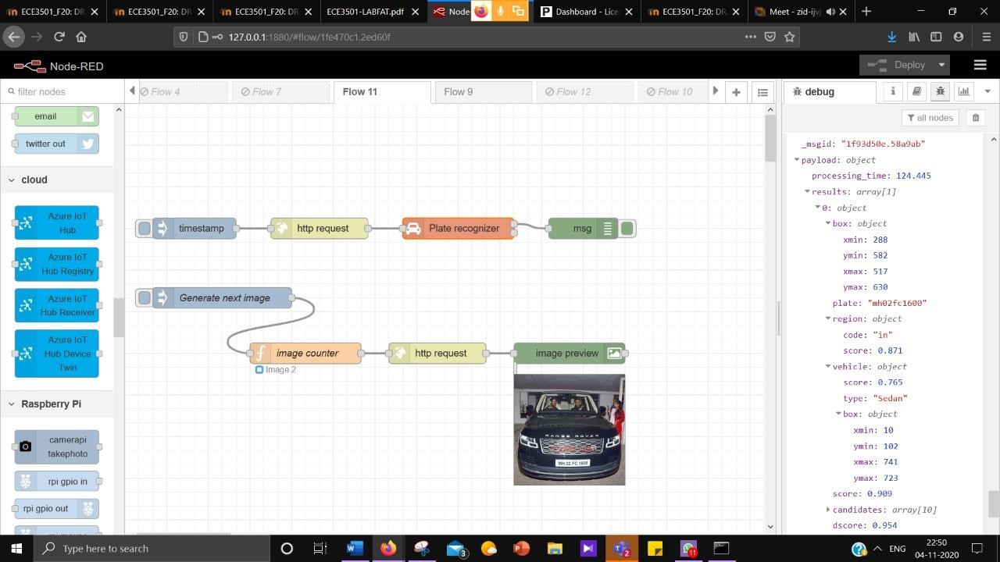 ECE3501_F20: DR.
ECE3501_F20: DR.
ECE3501_F20: DR.
ECE3501-LABFAT.pdf
Node-
Dashboard - Lice
ECE3501_F20: DR.
Meet - zid-ijv
127.0.0.1:1880/#flow/1fe470c1.2ed60f
Node-RED
Deploy
filter nodes
Flow 4
Flow 7
Flow 11
Flow 9
Flow 12
Flow 10
debug
all nodes
email
twitter out
cloud
Azure IoT
Hub
Azure IoT
Hub Registry
Azure IoT
Hub Receiver
Azure IoT
Hub Device
Twin
Raspberry Pi
camerapi
takephoto
rpi gpio in
rpi gpio out
timestamp
http request
Plate recognizer
msg
Generate next image
image counter
Image 2
http request
image preview
RANGE ROVER
MH.02.FC.1600
_msgid: "1f93d50e.58a9ab"
payload: object
processing_time: 124.445
results: array[1]
0: object
box: object
xmin: 288
ymin: 582
xmax: 517
ymax: 630
plate: "mh02fc1600"
region: object
code: "in"
score: 0.871
vehicle: object
score: 0.765
type: "Sedan"
box: object
xmin: 10
ymin: 102
xmax: 741
ymax: 723
score: 0.909
candidates: array[10]
dscore: 0.954
Type here to search
3
2
11
ENG
22:50
04-11-2020